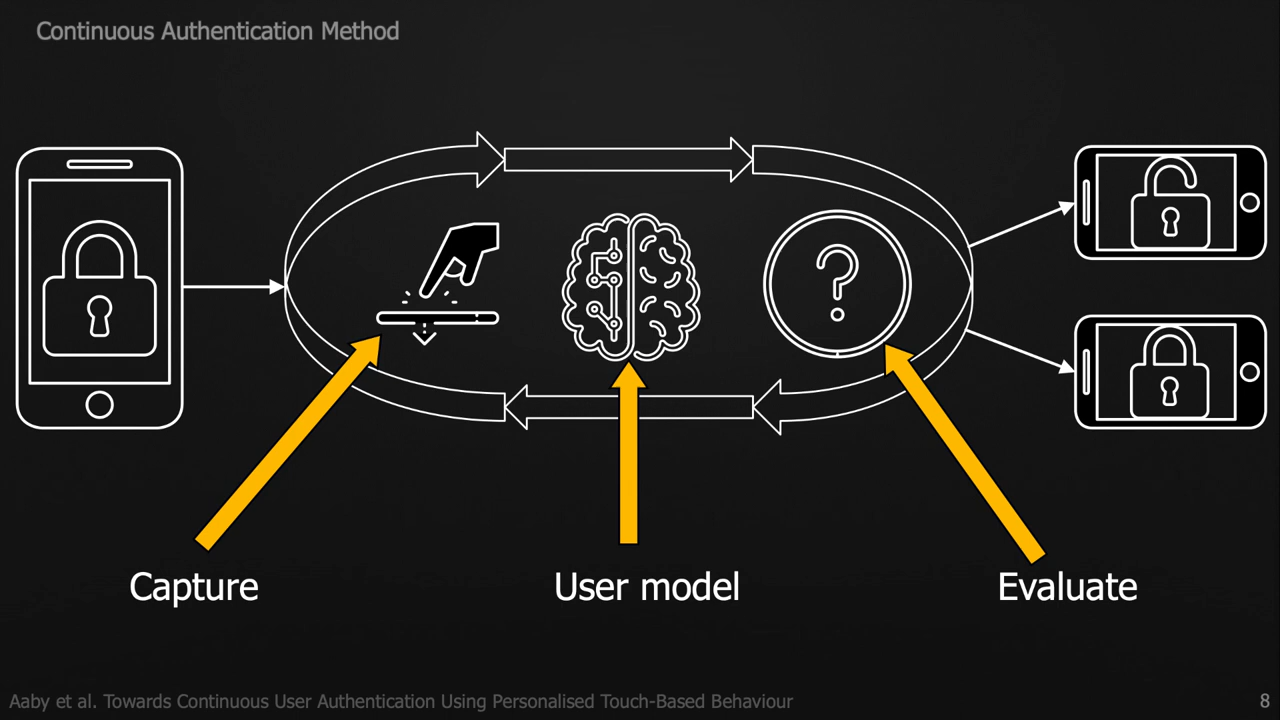 Continuous Authentication Method
?
Capture
User model
Evaluate
Aaby et al. Towards Continuous User Authentication Using Personalised Touch-Based Behaviour
8